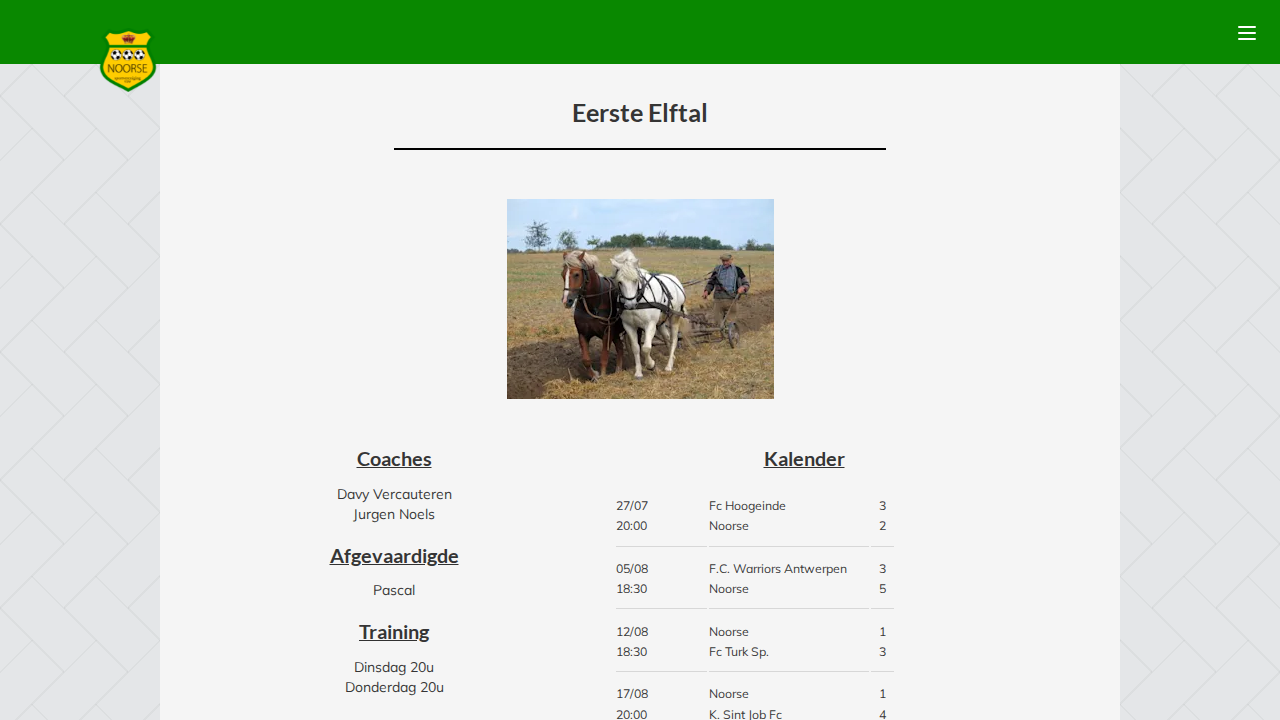 NOORSE
Eerste Elftal
Coaches
Davy Vercauteren
Jurgen Noels
Afgevaardigde
Pascal
Training
Dinsdag 20u
Donderdag 20u
Kalender
27/07 Fc Hoogeinde 3
20:00 Noorse 2
05/08 F.C. Warriors Antwerpen 3
18:30 Noorse 5
12/08 Noorse 1
18:30 Fc Turk Sp. 3
17/08 Noorse 1
20:00 K. Sint Job Fc 4